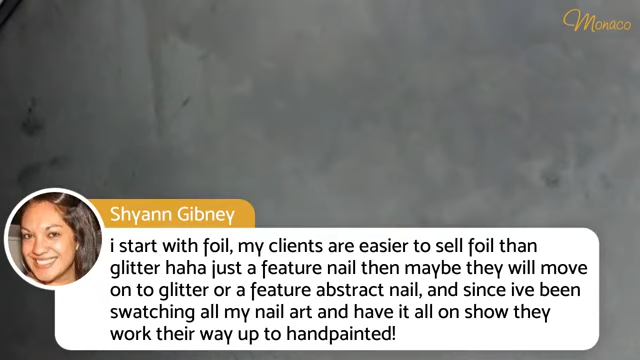 Monaco
Shyann Gibney
i start with foil, my clients are easier to sell foil than
glitter haha just a feature nail then maybe they will move
on to glitter or a feature abstract nail, and since ive been
swatching all my nail art and have it all on show they
work their way up to handpainted!